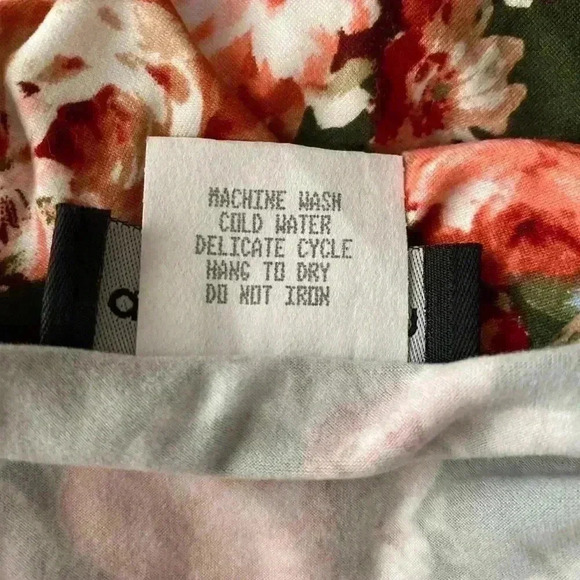 MACHINE WASH
COLD WATER
DELICATE CYCLE
HANG TO DRY
DO NOT IRON